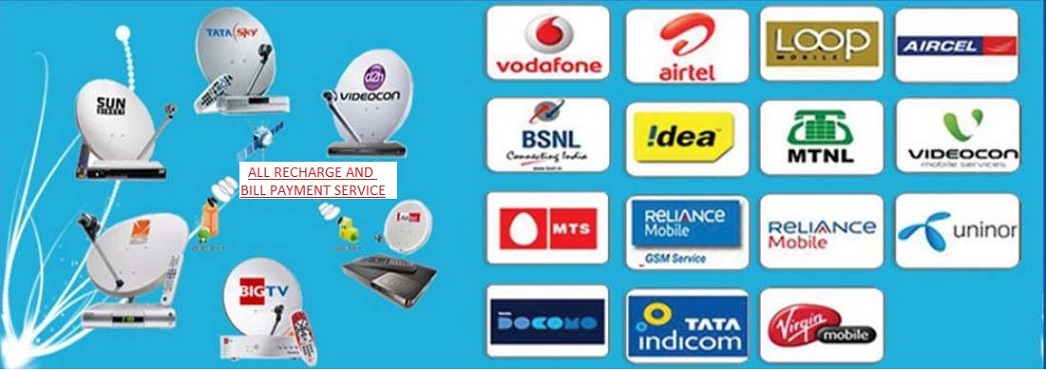 TATA sky
SUN
DIRECT
d2h
VIDEOCON
ALL RECHARGE AND
BILL PAYMENT SERVICE
BIGTV
vodafone
airtel
LOOP
MOBILE
AIRCEL
BSNL
Connecting India
!dea
MTNL
VIDEOCON
mobile services
MTS
RELIANCE
Mobile
GSM Service
RELIANCE
Mobile
uninor
TATA
DOCOMO
TATA
indicom
Virgin
mobile